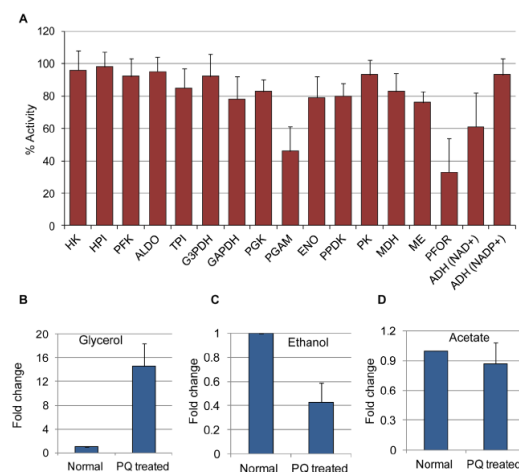 A
120
100
80
60
40
20
0
% Activity
HK
HPI
PFK
ALDO
TPI
G3PDH
GAPDH
PGK
PGAM
ENO
PPDK
PK
MDH
ME
PFOR
ADH (NAD+)
ADH (NADP+)
B
Glycerol
20
16
12
8
4
0
Fold change
Normal PQ treated
C
Ethanol
1
0.8
0.6
0.4
0.2
0
Fold change
Normal PQ treated
D
Acetate
1.2
0.9
0.6
0.3
0
Fold change
Normal PQ treated